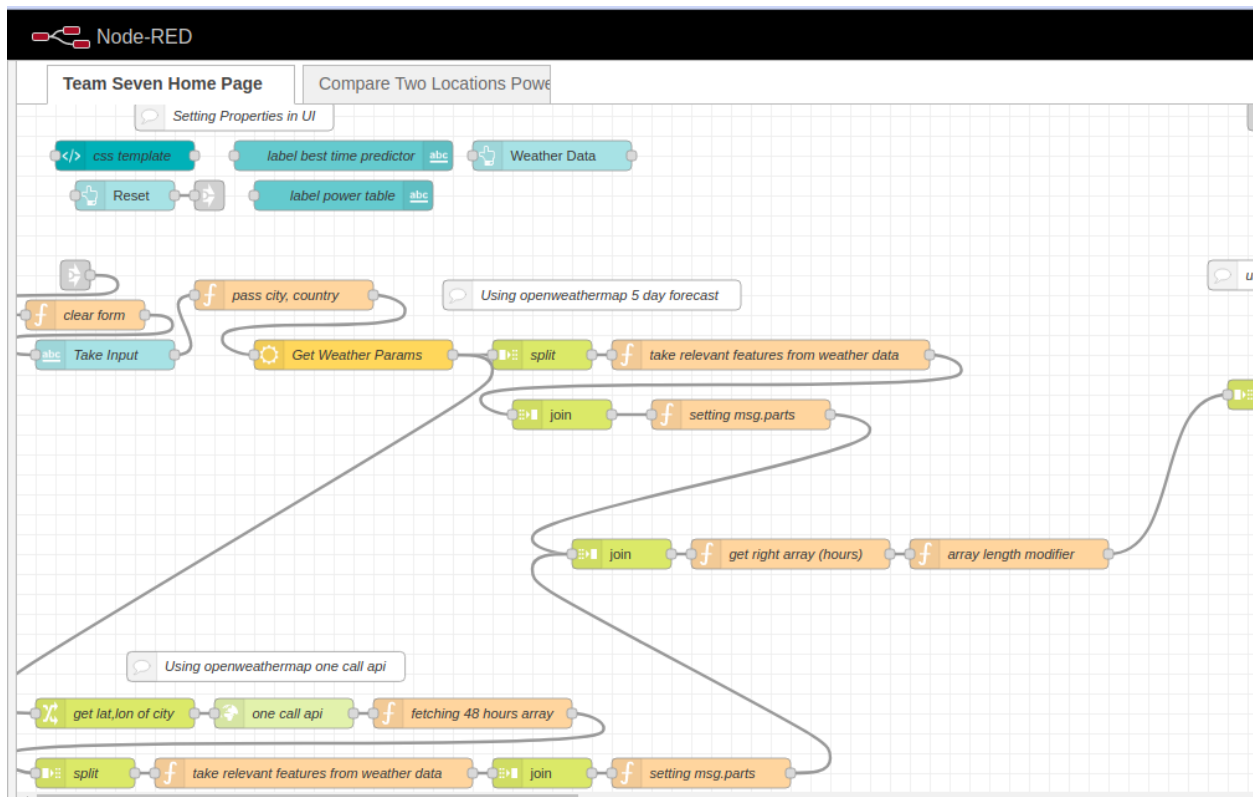 Node-RED
Team Seven Home Page
Compare Two Locations Powe
Setting Properties in UI
</> css template
label best time predictor abc
Weather Data
Reset
label power table abc
pass city, country
Using openweathermap 5 day forecast
u
clear form
abc Take Input
Get Weather Params
split
take relevant features from weather data
join
setting msg.parts
join
get right array (hours)
array length modifier
Using openweathermap one call api
get lat,lon of city
one call api
fetching 48 hours array
split
take relevant features from weather data
join
setting msg.parts